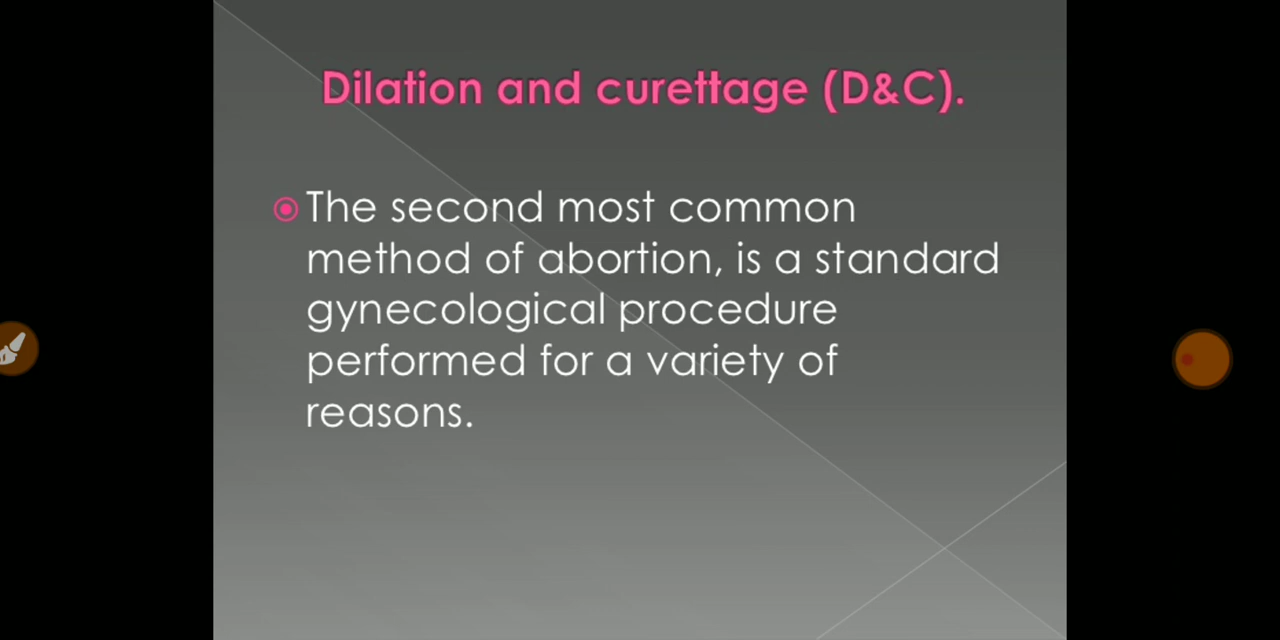 Dilation and curettage (D&C).
The second most common
method of abortion, is a standard
gynecological procedure
performed for a variety of
reasons.